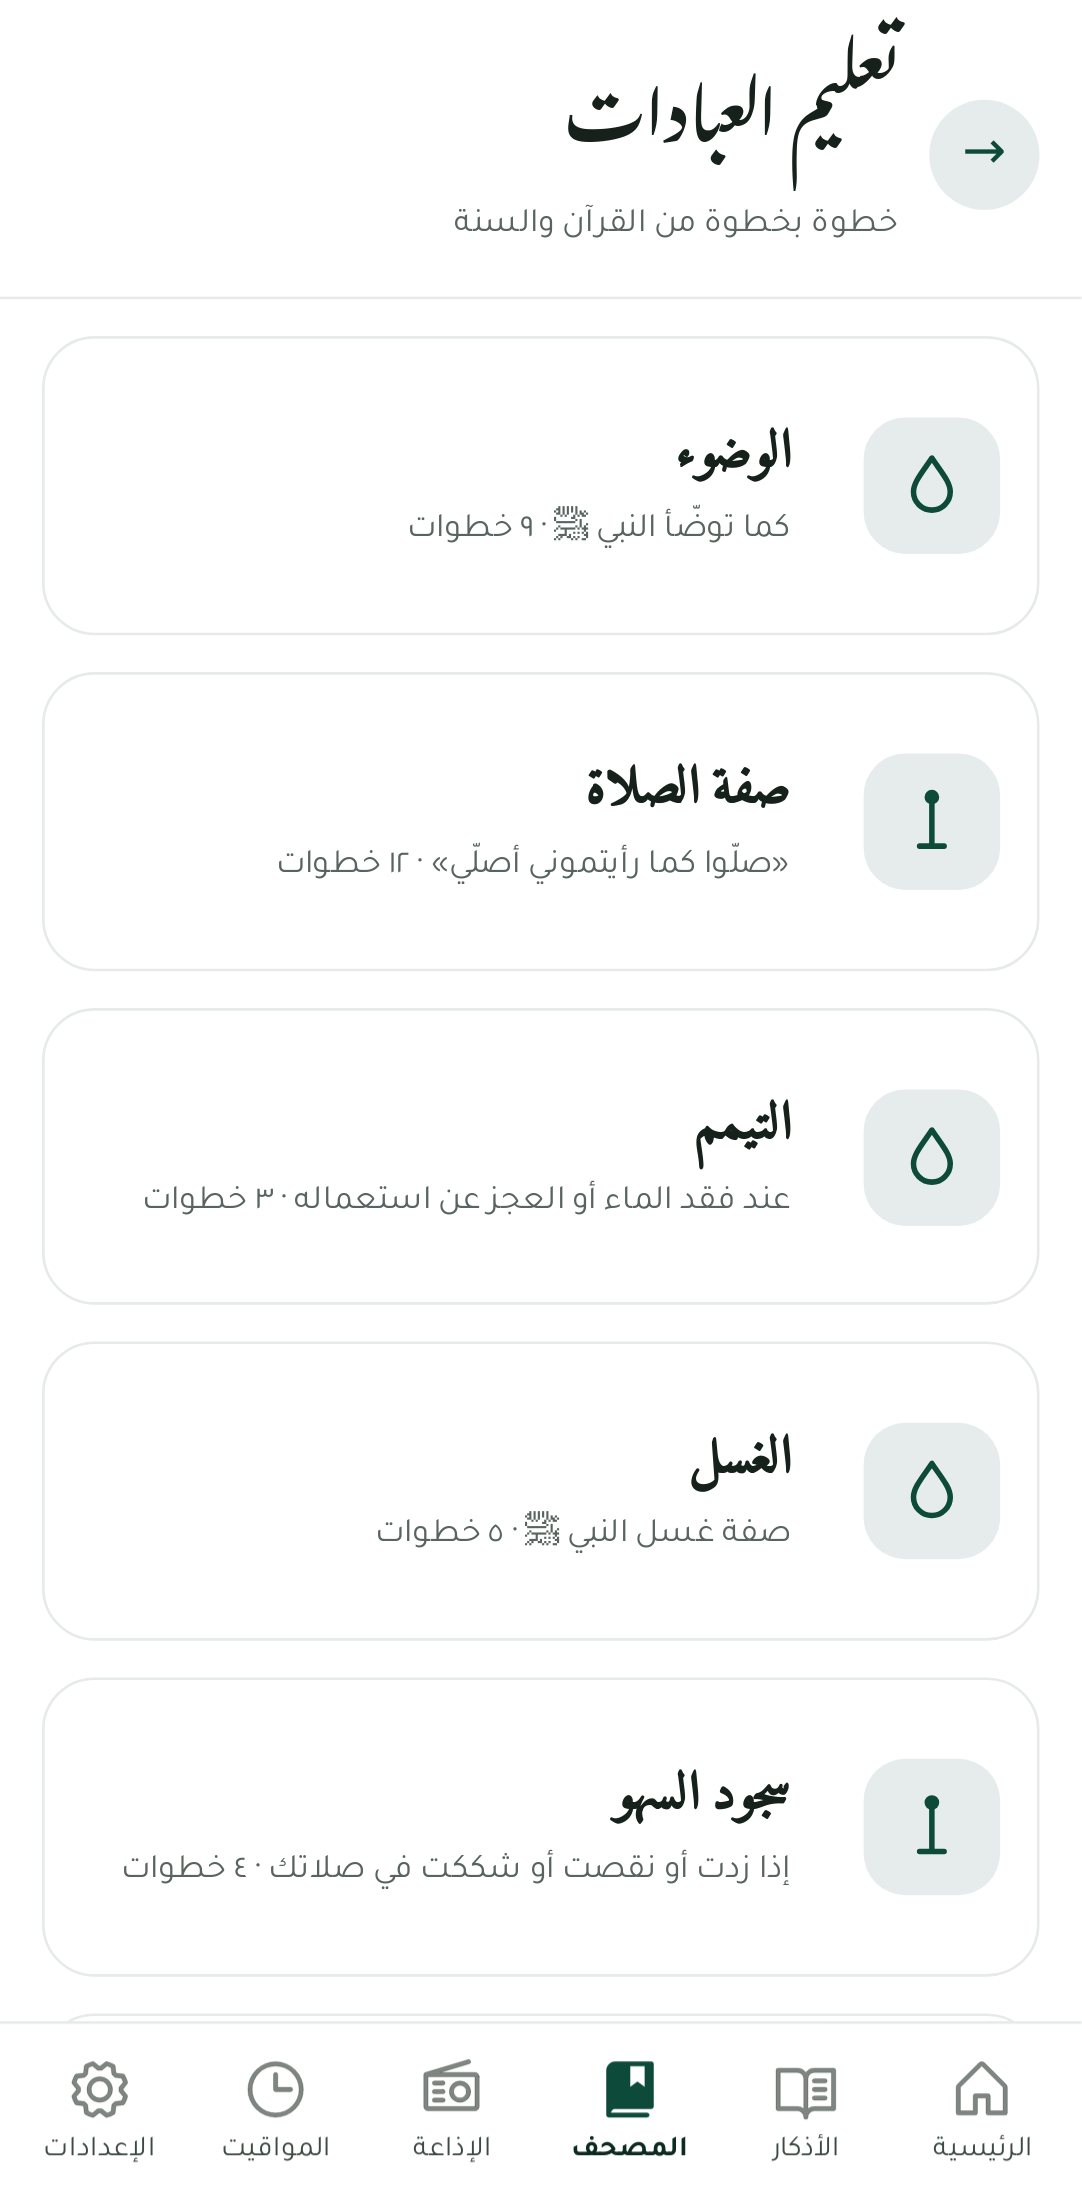 تعليم العبادات
خطوة بخطوة من القرآن والسنة
الوضوء
كما توضّأ النبي ﷺ · ٩ خطوات
صفة الصلاة
«صلّوا كما رأيتموني أصلّي» · ١٢ خطوات
التيمم
عند فقد الماء أو العجز عن استعماله · ٣ خطوات
الغسل
صفة غسل النبي ﷺ · ٥ خطوات
سجود السهو
إذا زدت أو نقصت أو شككت في صلاتك · ٤ خطوات
الرئيسية
الأذكار
المصحف
الإذاعة
المواقيت
الإعدادات